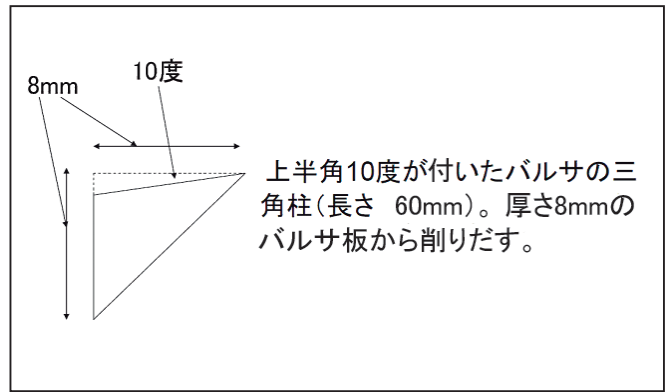 10度
8mm
上半角10度が付いたバルサの三
角柱（長さ　60mm）。厚さ8mmの
バルサ板から削りだす。